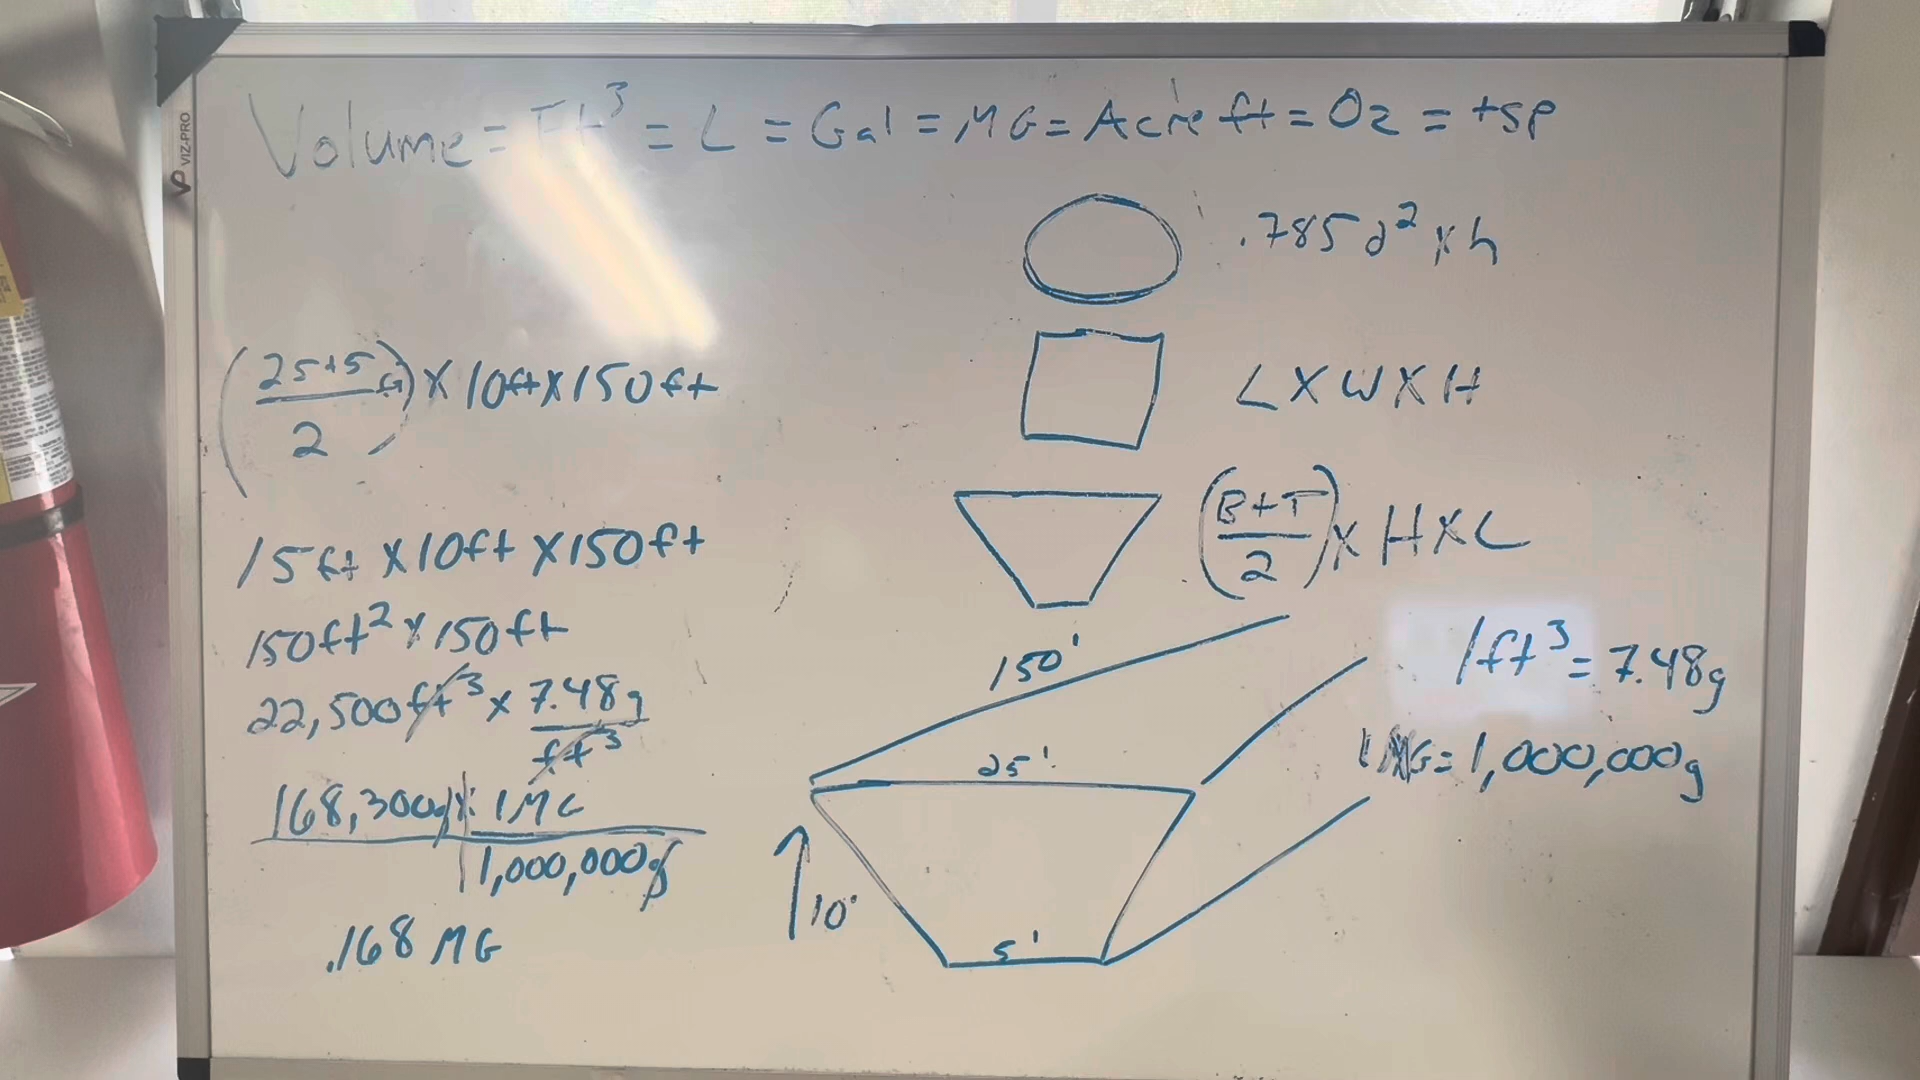 Volume = Ft³ = L = Gal = MG = Acre ft = Oz = tsp
VIZ-PRO
.785 d² x h
L X W X H
(B+T / 2) X H X L
(25+5 / 2 ft) X 10ft X 150ft
15ft X 10ft X 150ft
150ft² x 150ft
22,500ft³ x 7.48g / ft³
168,300g x 1MG / 1,000,000g
.168 MG
150'
25'
10'
5'
1ft³ = 7.48g
1MG = 1,000,000g